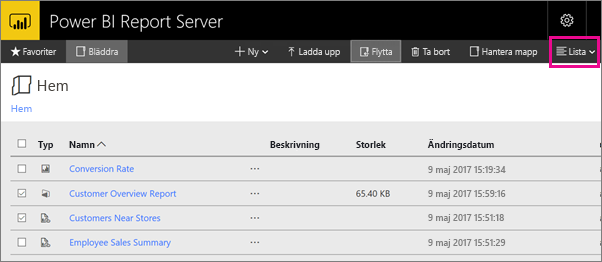 Power BI Report Server
Favoriter Bläddra + Ny Ladda upp Flytta Ta bort Hantera mapp Lista
Hem
Hem
Typ Namn Beskrivning Storlek Ändringsdatum
Conversion Rate ... 9 maj 2017 15:19:34
Customer Overview Report ... 65.40 KB 9 maj 2017 15:59:16
Customers Near Stores ... 9 maj 2017 15:51:18
Employee Sales Summary ... 9 maj 2017 15:51:29